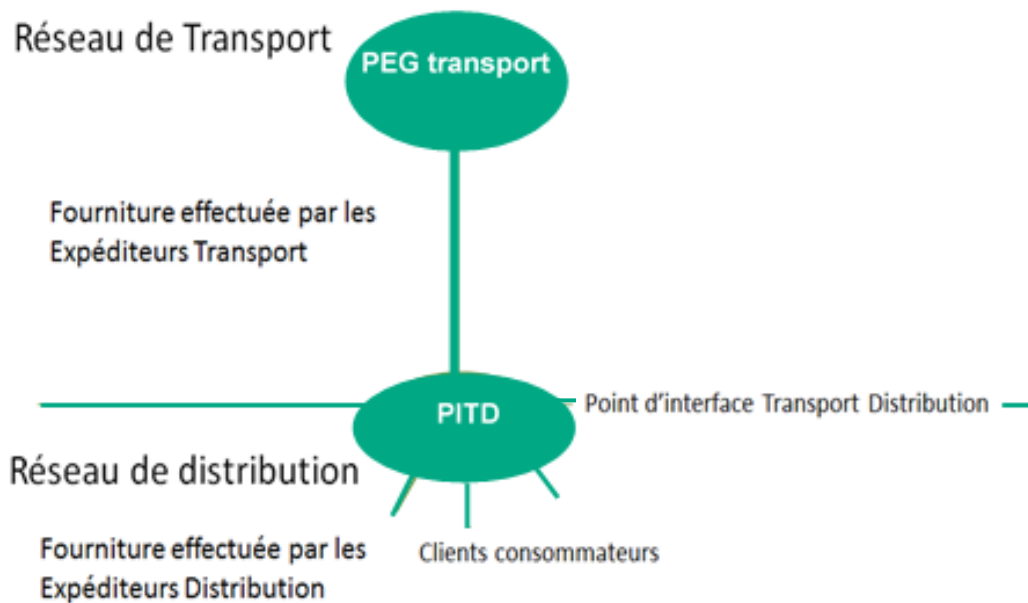 Réseau de Transport
PEG transport
Fourniture effectuée par les
Expéditeurs Transport
PITD
Point d'interface Transport Distribution
Réseau de distribution
Fourniture effectuée par les
Expéditeurs Distribution
Clients consommateurs